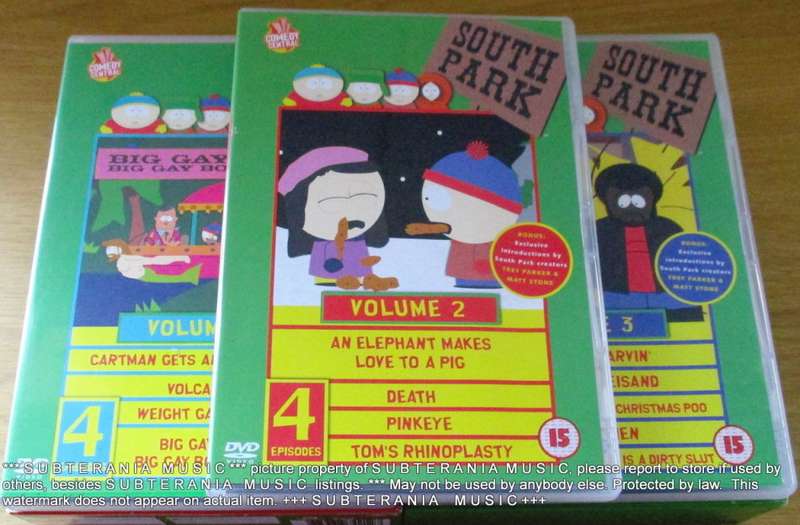 COMEDY
CENTRAL
BIG GAY
BIG GAY BO
VOLUM
CARTMAN GETS A
VOLCA
WEIGHT GA
4
BIG GA
BIG GAY BO
COMEDY
CENTRAL
SOUTH
PARK
BONUS:
Exclusive
introductions by
South Park creators
TREY PARKER &
MATT STONE
VOLUME 2
AN ELEPHANT MAKES
LOVE TO A PIG
DEATH
PINKEYE
TOM'S RHINOPLASTY
4
EPISODES
DVD
VIDEO
15
SOUTH
PARK
BONUS:
Exclusive
introductions by
South Park creators
TREY PARKER &
MATT STONE
E 3
ARVIN'
EISAND
CHRISTMAS POO
EN
IS A DIRTY SLUT
15
*** S U B T E R A N I A M U S I C *** picture property of S U B T E R A N I A M U S I C, please report to store if used by
others, besides S U B T E R A N I A M U S I C listings. *** May not be used by anybody else. Protected by law. This
watermark does not appear on actual item. +++ S U B T E R A N I A M U S I C +++